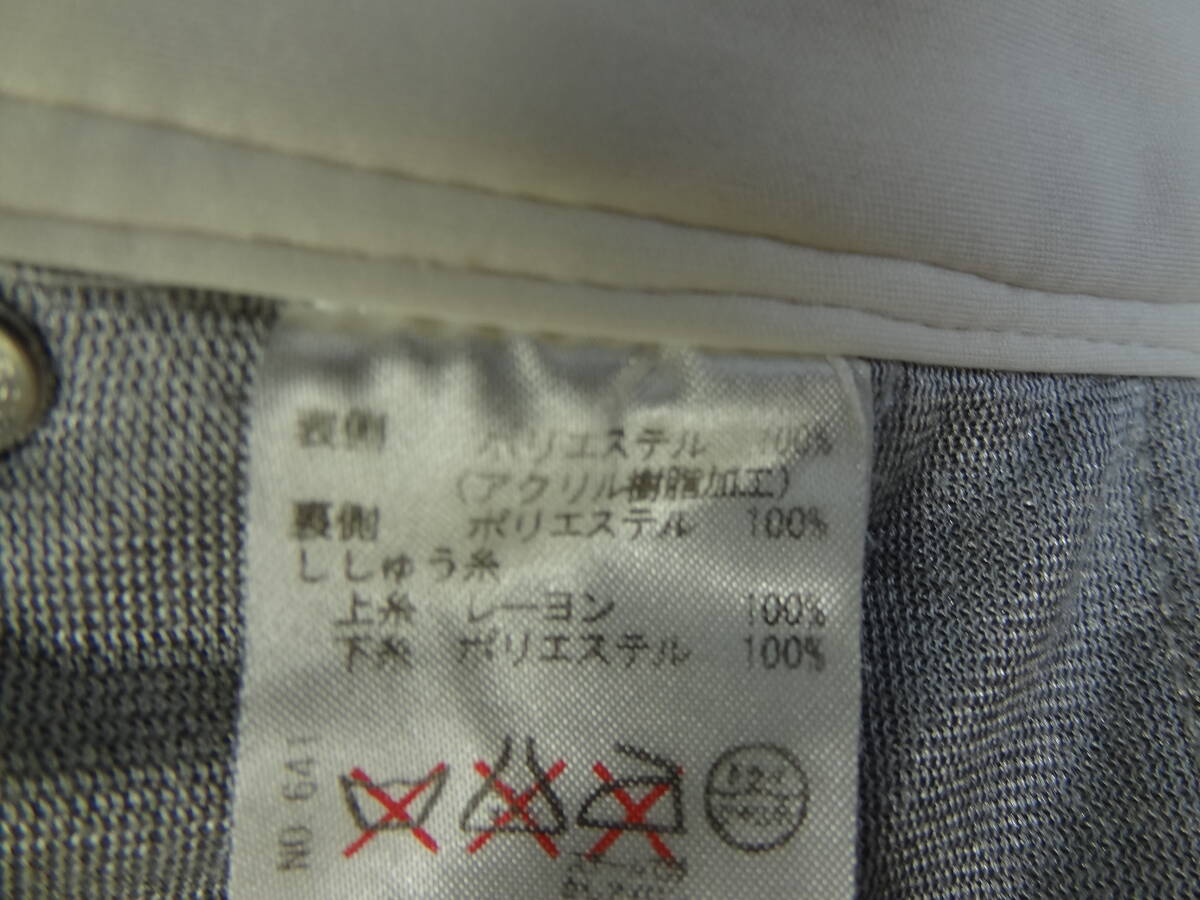 表側 ポリエステル 100%
(アクリル樹脂加工)
裏側 ポリエステル 100%
ししゅう糸
上糸 レーヨン 100%
下糸 ポリエステル 100%
NO 641